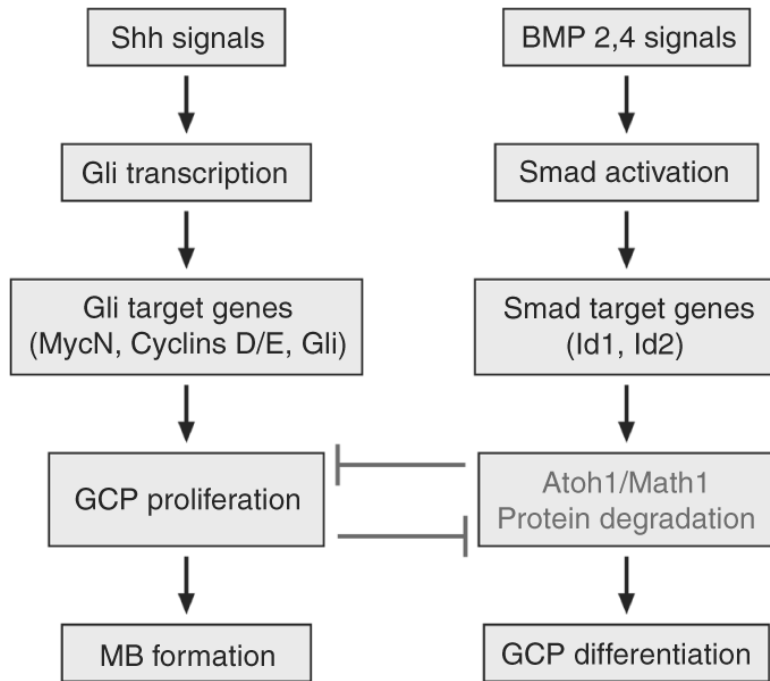 Shh signals
BMP 2,4 signals
Gli transcription
Smad activation
Gli target genes
(MycN, Cyclins D/E, Gli)
Smad target genes
(Id1, Id2)
GCP proliferation
Atoh1/Math1
Protein degradation
MB formation
GCP differentiation